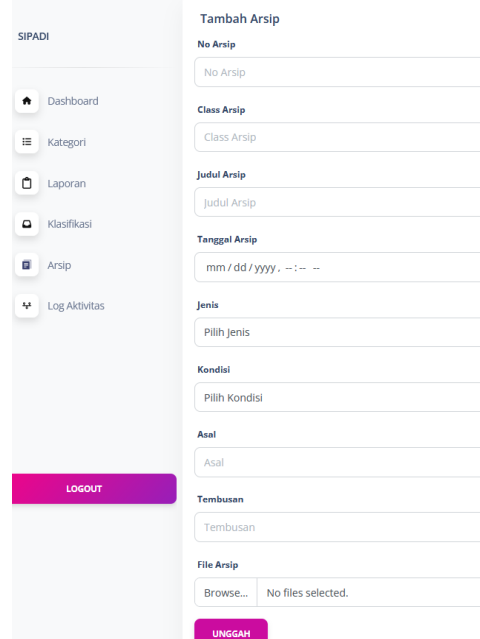 SIPADI
Dashboard
Kategori
Laporan
Klasifikasi
Arsip
Log Aktivitas
LOGOUT
Tambah Arsip
No Arsip
No Arsip
Class Arsip
Class Arsip
Judul Arsip
Judul Arsip
Tanggal Arsip
mm / dd / yyyy , -- : -- --
Jenis
Pilih Jenis
Kondisi
Pilih Kondisi
Asal
Asal
Tembusan
Tembusan
File Arsip
Browse... No files selected.
UNGGAH